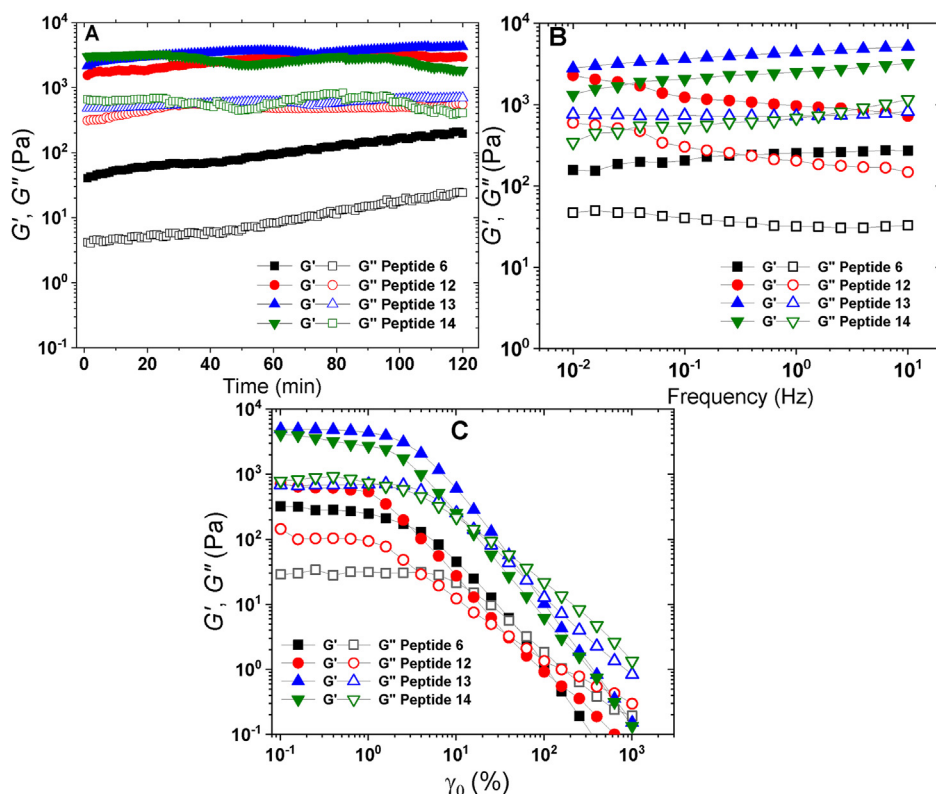 A
10⁴
10³
10²
10¹
10⁰
10⁻¹
G', G'' (Pa)
G' G'' Peptide 6
G' G'' Peptide 12
G' G'' Peptide 13
G' G'' Peptide 14
0 20 40 60 80 100 120
Time (min)
B
10⁴
10³
10²
10¹
10⁰
G', G'' (Pa)
G' G'' Peptide 6
G' G'' Peptide 12
G' G'' Peptide 13
G' G'' Peptide 14
10⁻² 10⁻¹ 10⁰ 10¹
Frequency (Hz)
C
10⁴
10³
10²
10¹
10⁰
10⁻¹
G', G'' (Pa)
G' G'' Peptide 6
G' G'' Peptide 12
G' G'' Peptide 13
G' G'' Peptide 14
10⁻¹ 10⁰ 10¹ 10² 10³
γ₀ (%)